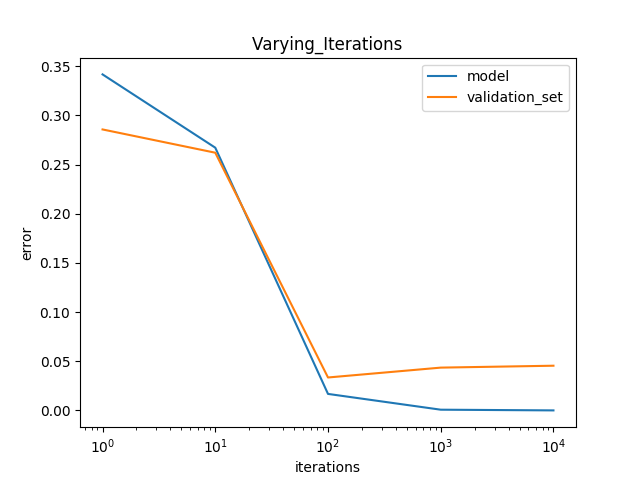 Varying_Iterations
model
validation_set
0.35
0.30
0.25
0.20
0.15
0.10
0.05
0.00
error
10⁰ 10¹ 10² 10³ 10⁴
iterations